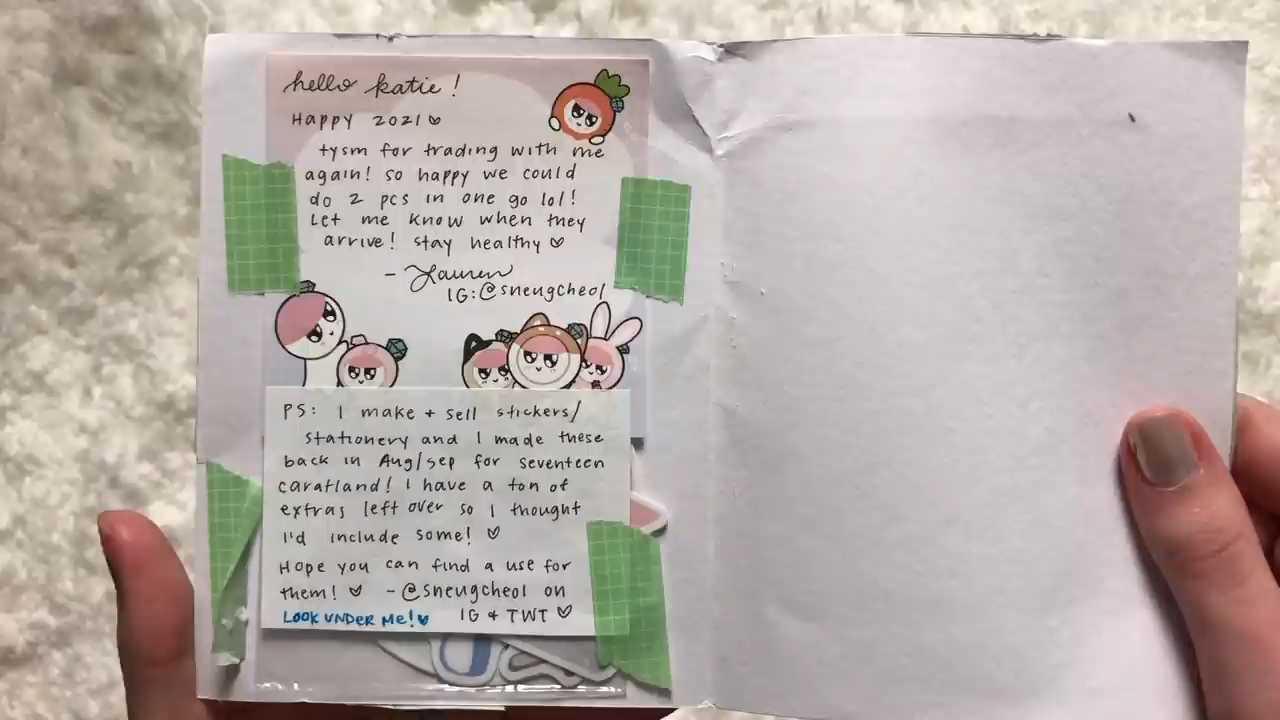 hello katie!
Happy 2021 ♡
tysm for trading with me
again! so happy we could
do 2 pcs in one go lol!
Let me know when they
arrive! stay healthy ♡
- Lauren
IG:@sneugcheol
PS: I make + sell stickers/
stationery and I made these
back in Aug/sep for seventeen
caratland! I have a ton of
extras left over so I thought
I'd include some! ♡
Hope you can find a use for
them! ♡ -@sneugcheol on
LOOK UNDER Me!♥ IG + TWT ♡